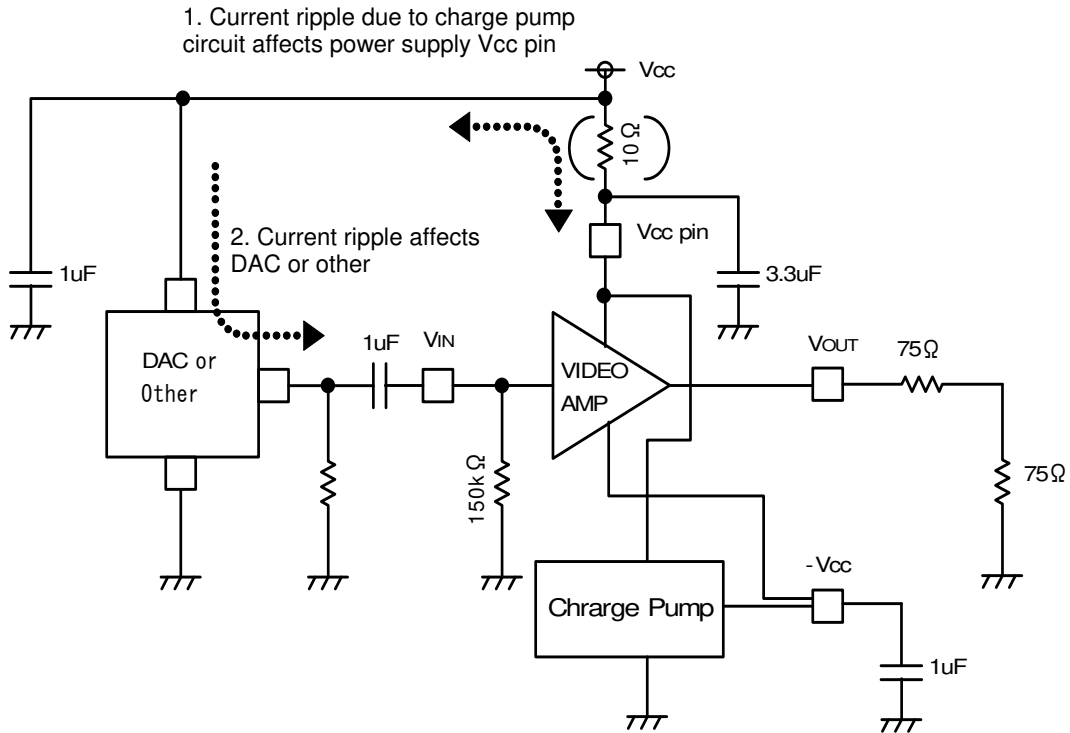 1. Current ripple due to charge pump
circuit affects power supply Vcc pin
Vcc
10Ω
Vcc pin
2. Current ripple affects
DAC or other
1uF
3.3uF
DAC or
Other
1uF
VIN
VIDEO
AMP
VOUT
75Ω
75Ω
150kΩ
-Vcc
Chrarge Pump
1uF